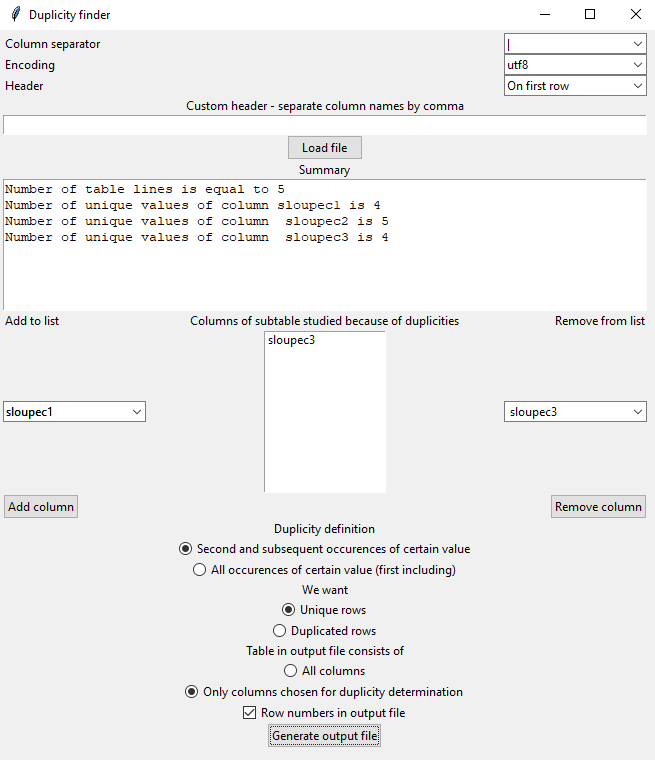 Duplicity finder
Column separator |
Encoding utf8
Header On first row
Custom header - separate column names by comma
Load file
Summary
Number of table lines is equal to 5
Number of unique values of column sloupec1 is 4
Number of unique values of column  sloupec2 is 5
Number of unique values of column  sloupec3 is 4
Add to list Columns of subtable studied because of duplicities Remove from list
sloupec3
sloupec1 sloupec3
Add column Remove column
Duplicity definition
Second and subsequent occurences of certain value
All occurences of certain value (first including)
We want
Unique rows
Duplicated rows
Table in output file consists of
All columns
Only columns chosen for duplicity determination
Row numbers in output file
Generate output file